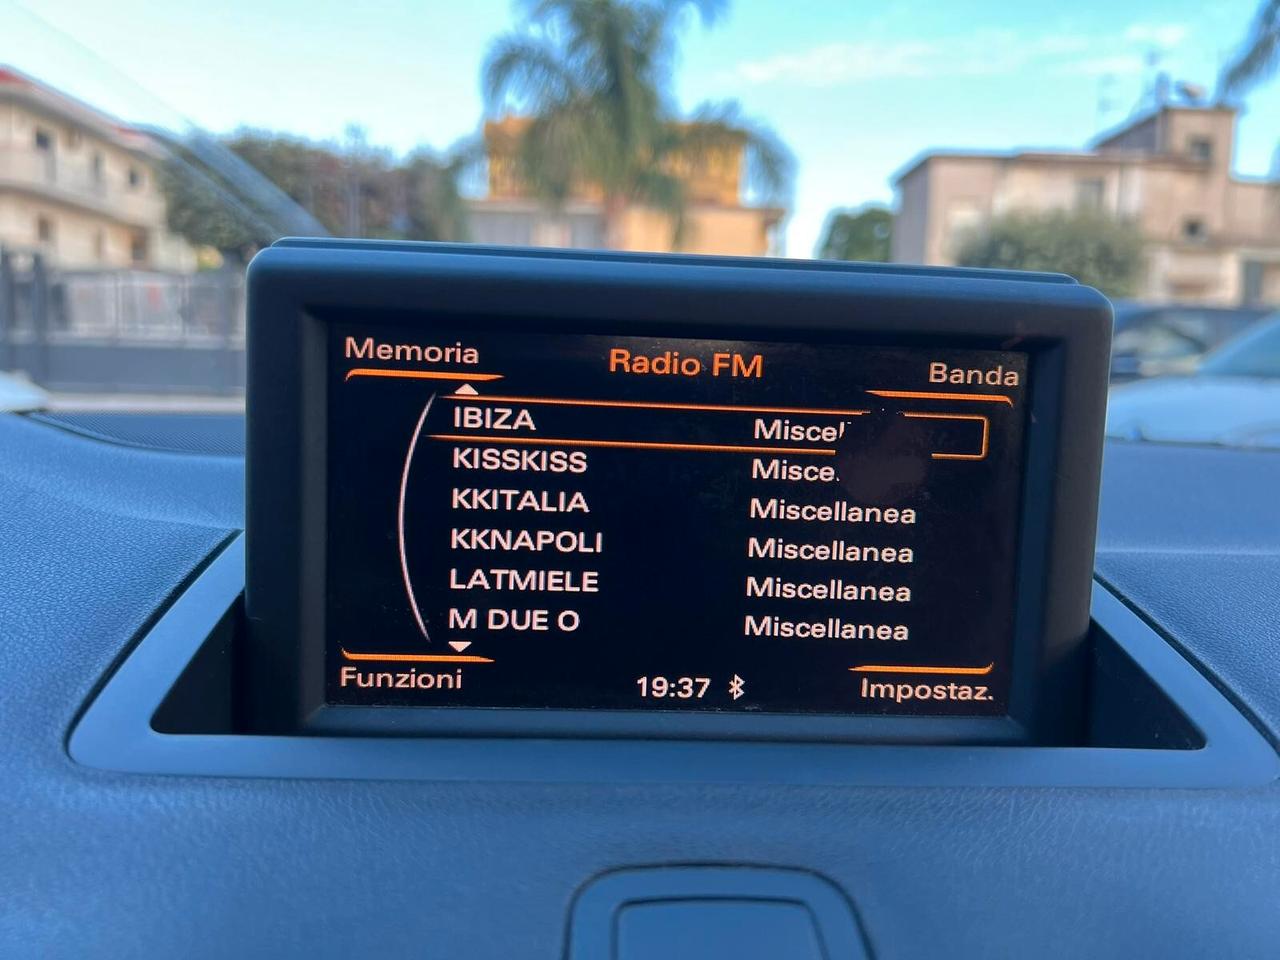 Memoria Radio FM Banda
IBIZA
KISSKISS
KKITALIA Miscellanea
KKNAPOLI Miscellanea
LATMIELE Miscellanea
M DUE O Miscellanea
Funzioni 19:37 Impostaz.